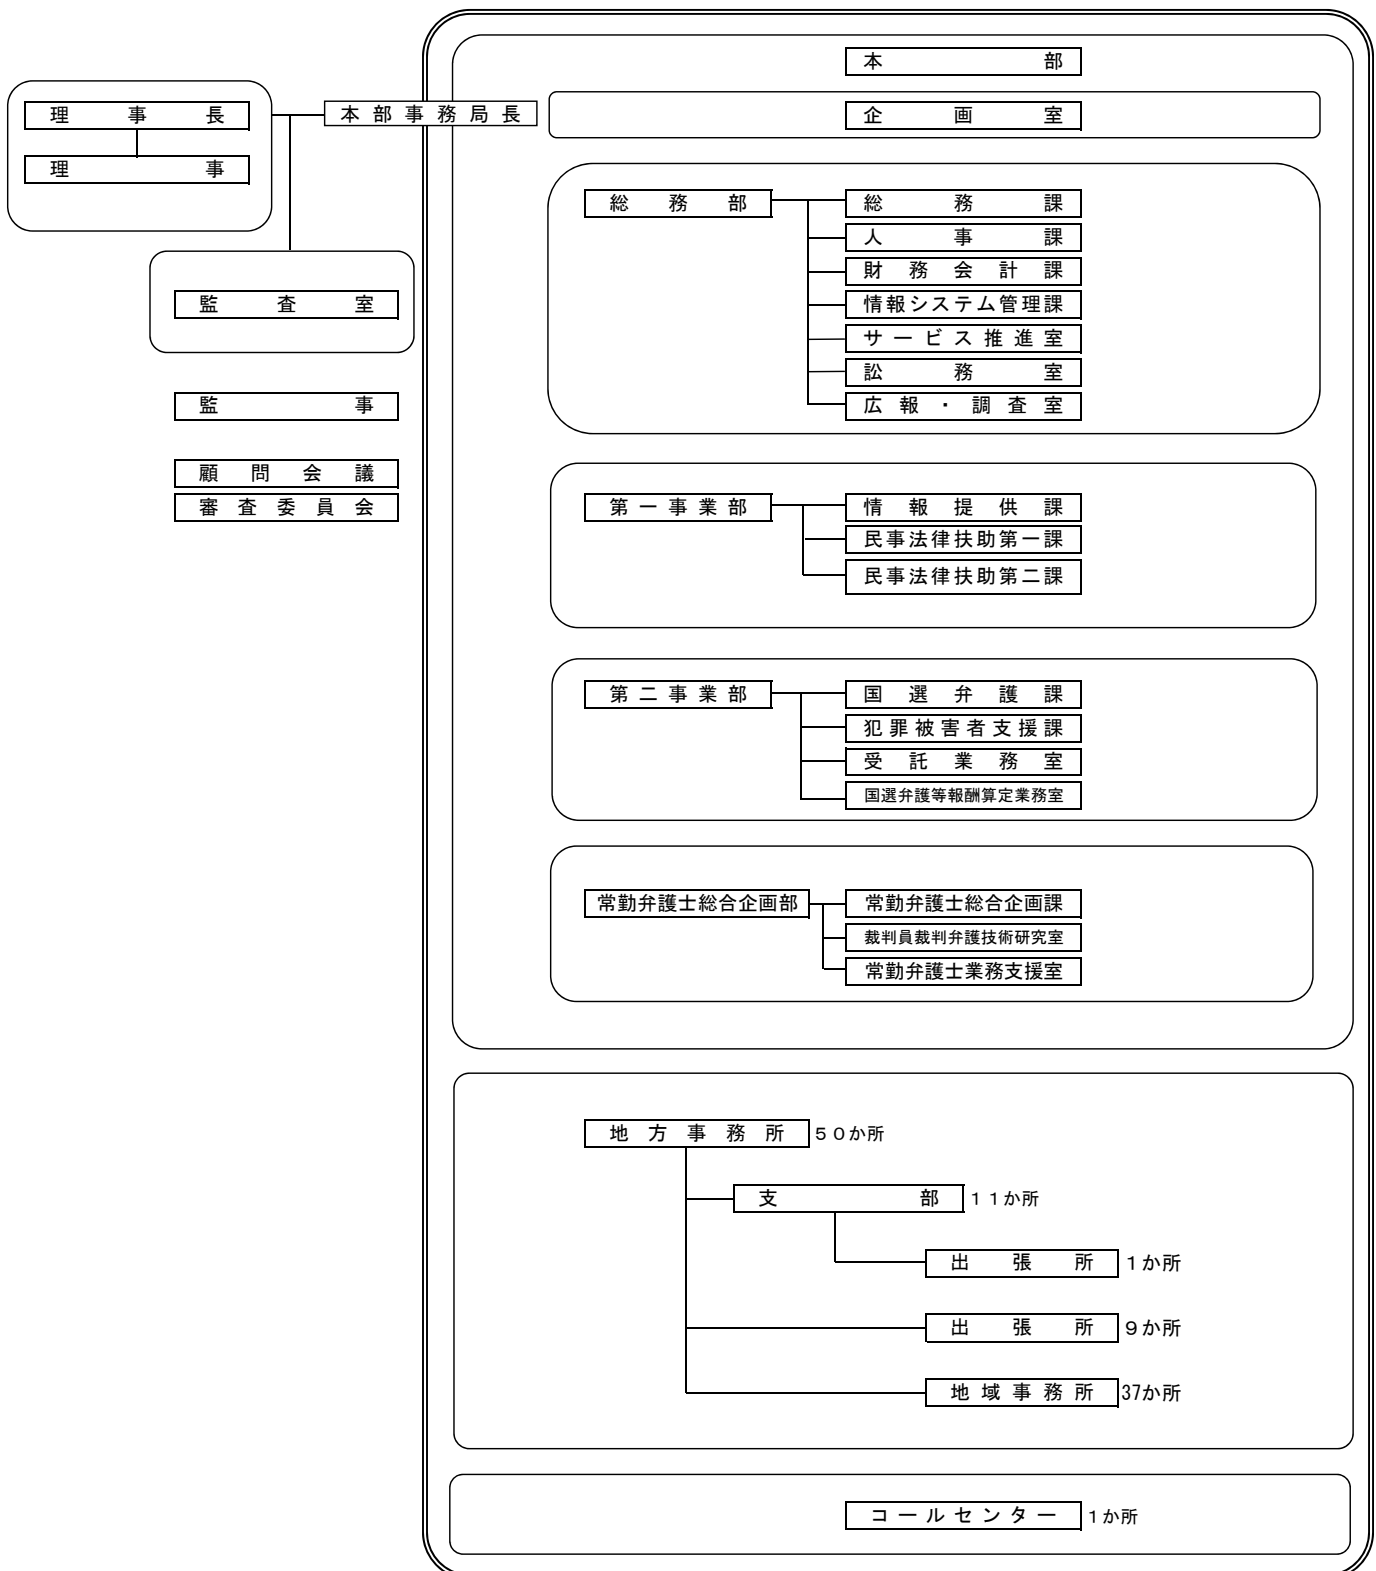 本部
理事長
理事
本部事務局長
企画室
監査室
監事
顧問会議
審査委員会
総務部
総務課
人事課
財務会計課
情報システム管理課
サービス推進室
訟務室
広報・調査室
第一事業部
情報提供課
民事法律扶助第一課
民事法律扶助第二課
第二事業部
国選弁護課
犯罪被害者支援課
受託業務室
国選弁護等報酬算定業務室
常勤弁護士総合企画部
常勤弁護士総合企画課
裁判員裁判弁護技術研究室
常勤弁護士業務支援室
地方事務所 ５０か所
支部 １１か所
出張所 １か所
出張所 ９か所
地域事務所 37か所
コールセンター １か所